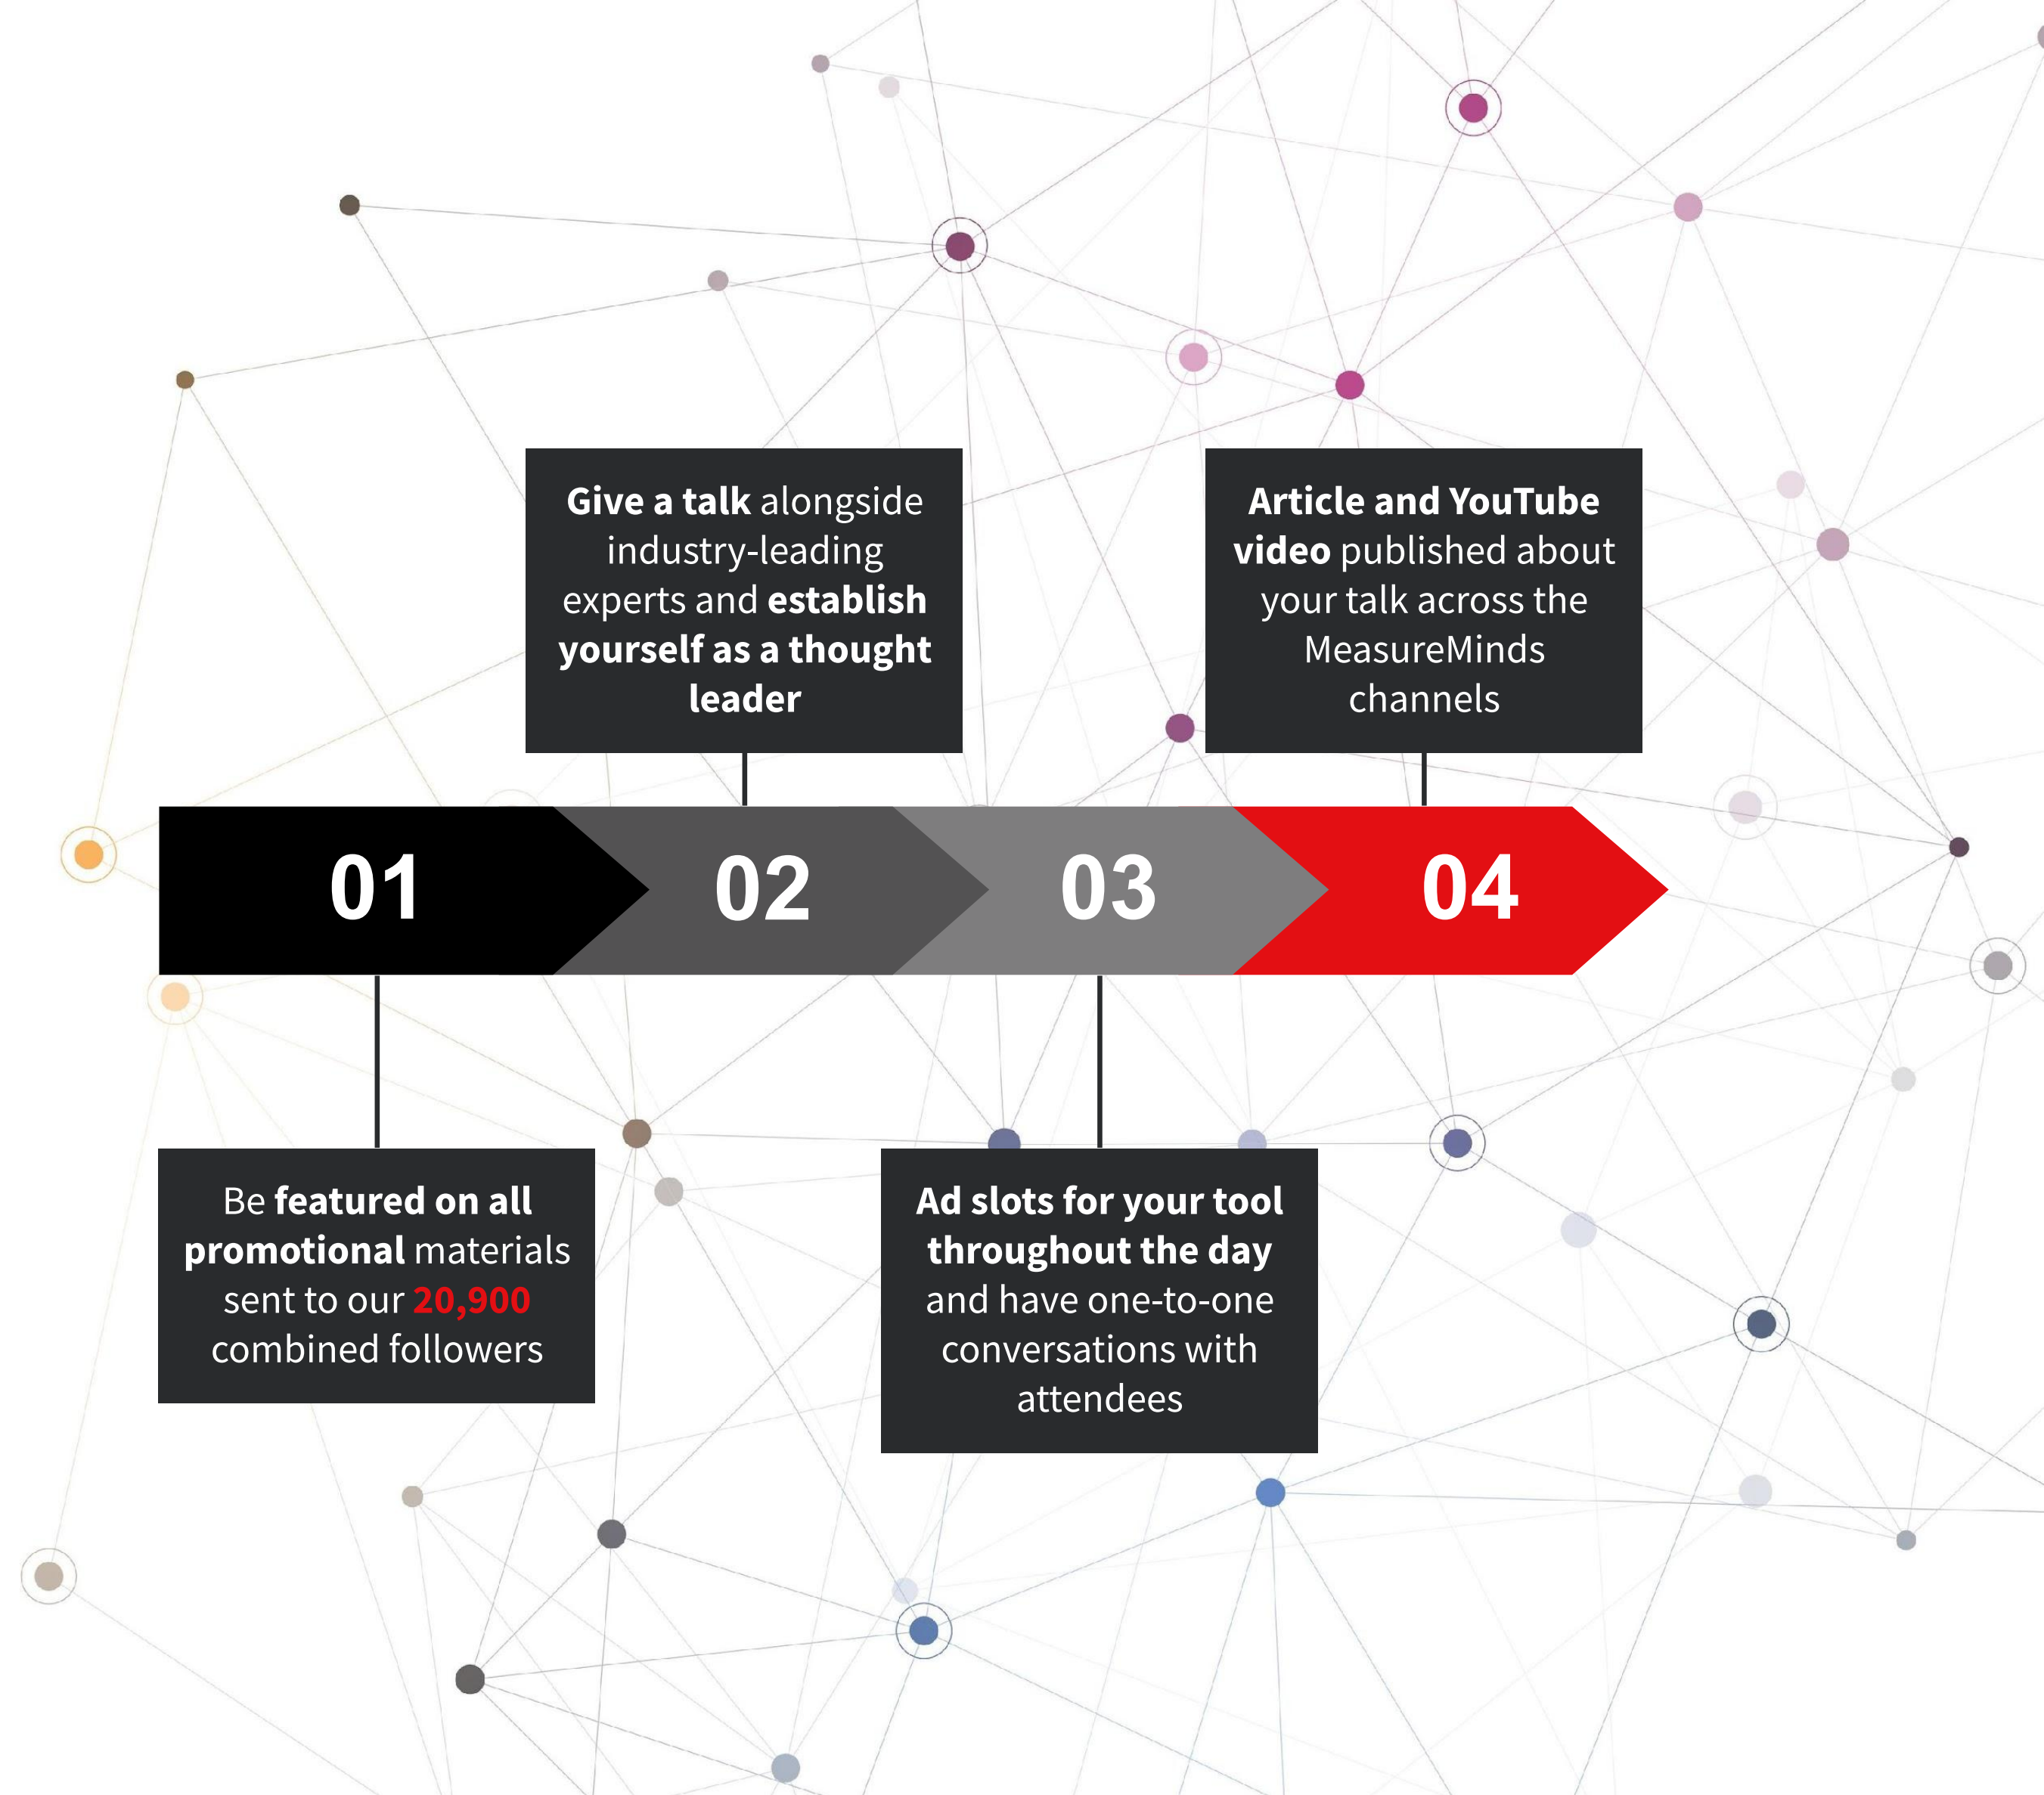 Give a talk alongside
industry-leading
experts and establish
yourself as a thought
leader
Article and YouTube
video published about
your talk across the
MeasureMinds
channels
01
02
03
04
Be featured on all
promotional materials
sent to our 20,900
combined followers
Ad slots for your tool
throughout the day
and have one-to-one
conversations with
attendees